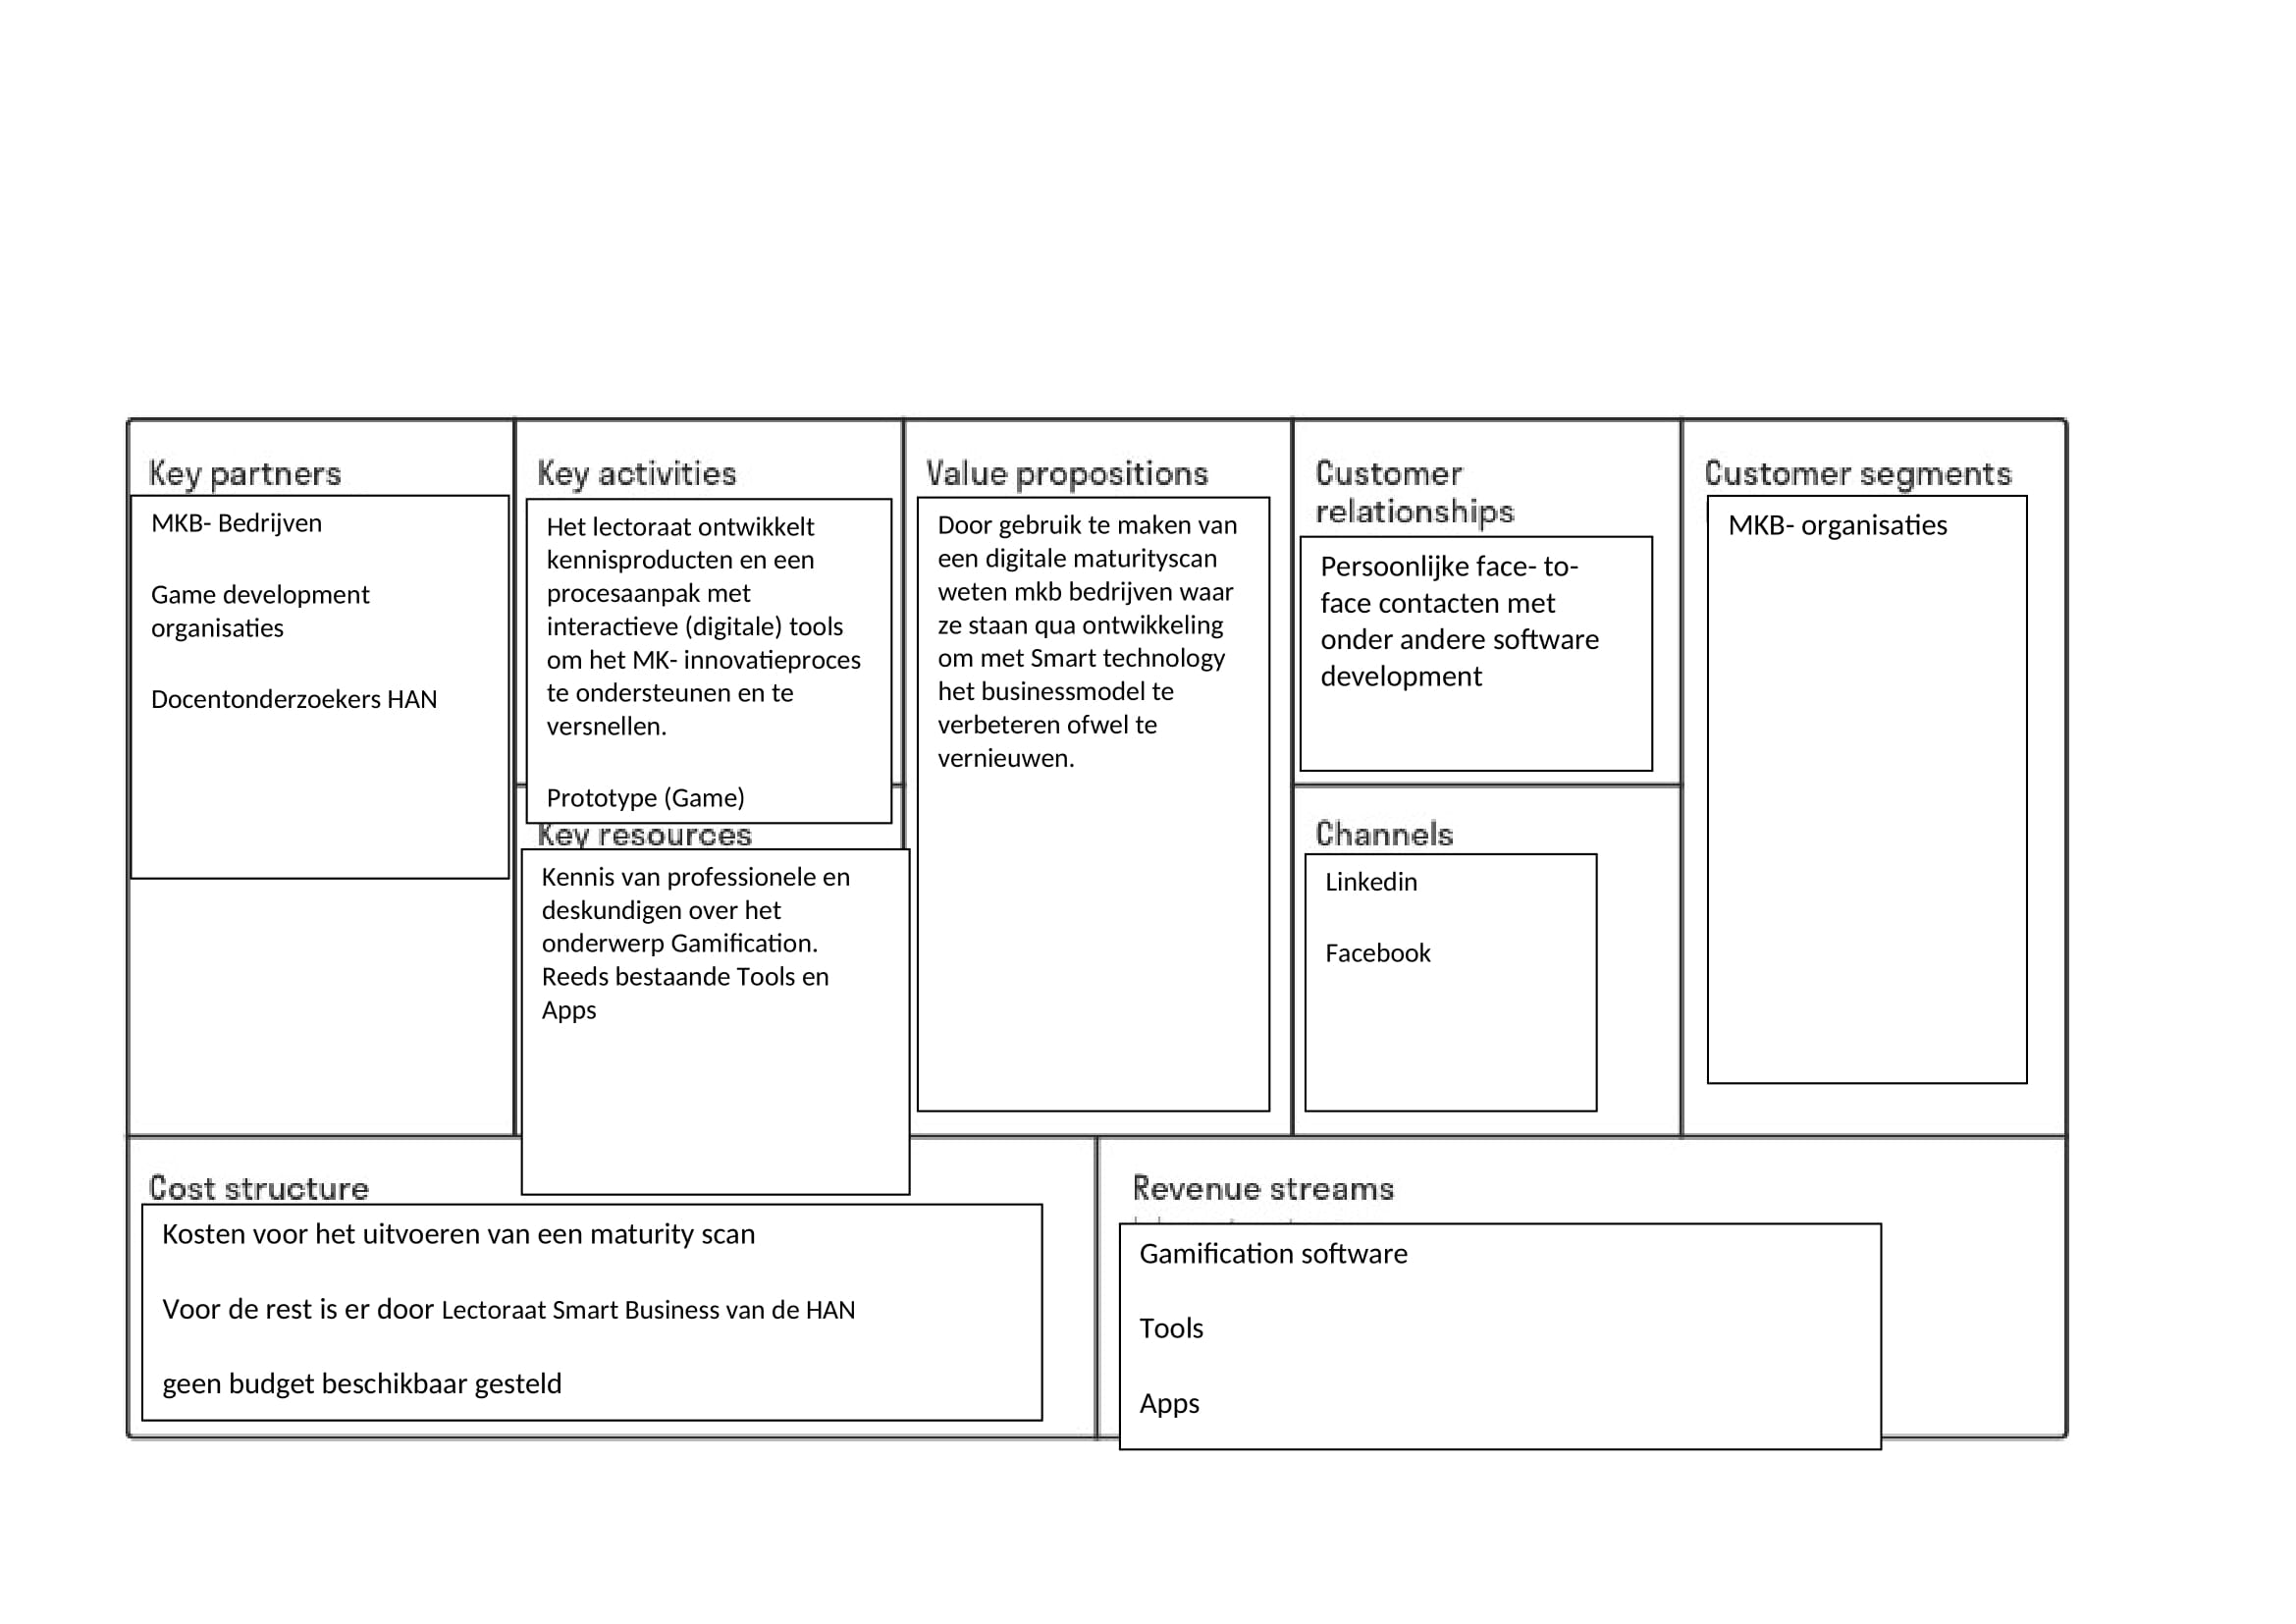 Key partners
MKB- Bedrijven
Game development
organisaties
Docentonderzoekers HAN
Key activities
Het lectoraat ontwikkelt
kennisproducten en een
procesaanpak met
interactieve (digitale) tools
om het MK- innovatieproces
te ondersteunen en te
versnellen.
Prototype (Game)
Key resources
Kennis van professionele en
deskundigen over het
onderwerp Gamification.
Reeds bestaande Tools en
Apps
Value propositions
Door gebruik te maken van
een digitale maturityscan
weten mkb bedrijven waar
ze staan qua ontwikkeling
om met Smart technology
het businessmodel te
verbeteren ofwel te
vernieuwen.
Customer
relationships
Persoonlijke face- to-
face contacten met
onder andere software
development
Channels
Linkedin
Facebook
Customer segments
MKB- organisaties
Cost structure
Kosten voor het uitvoeren van een maturity scan
Voor de rest is er door Lectoraat Smart Business van de HAN
geen budget beschikbaar gesteld
Revenue streams
Gamification software
Tools
Apps